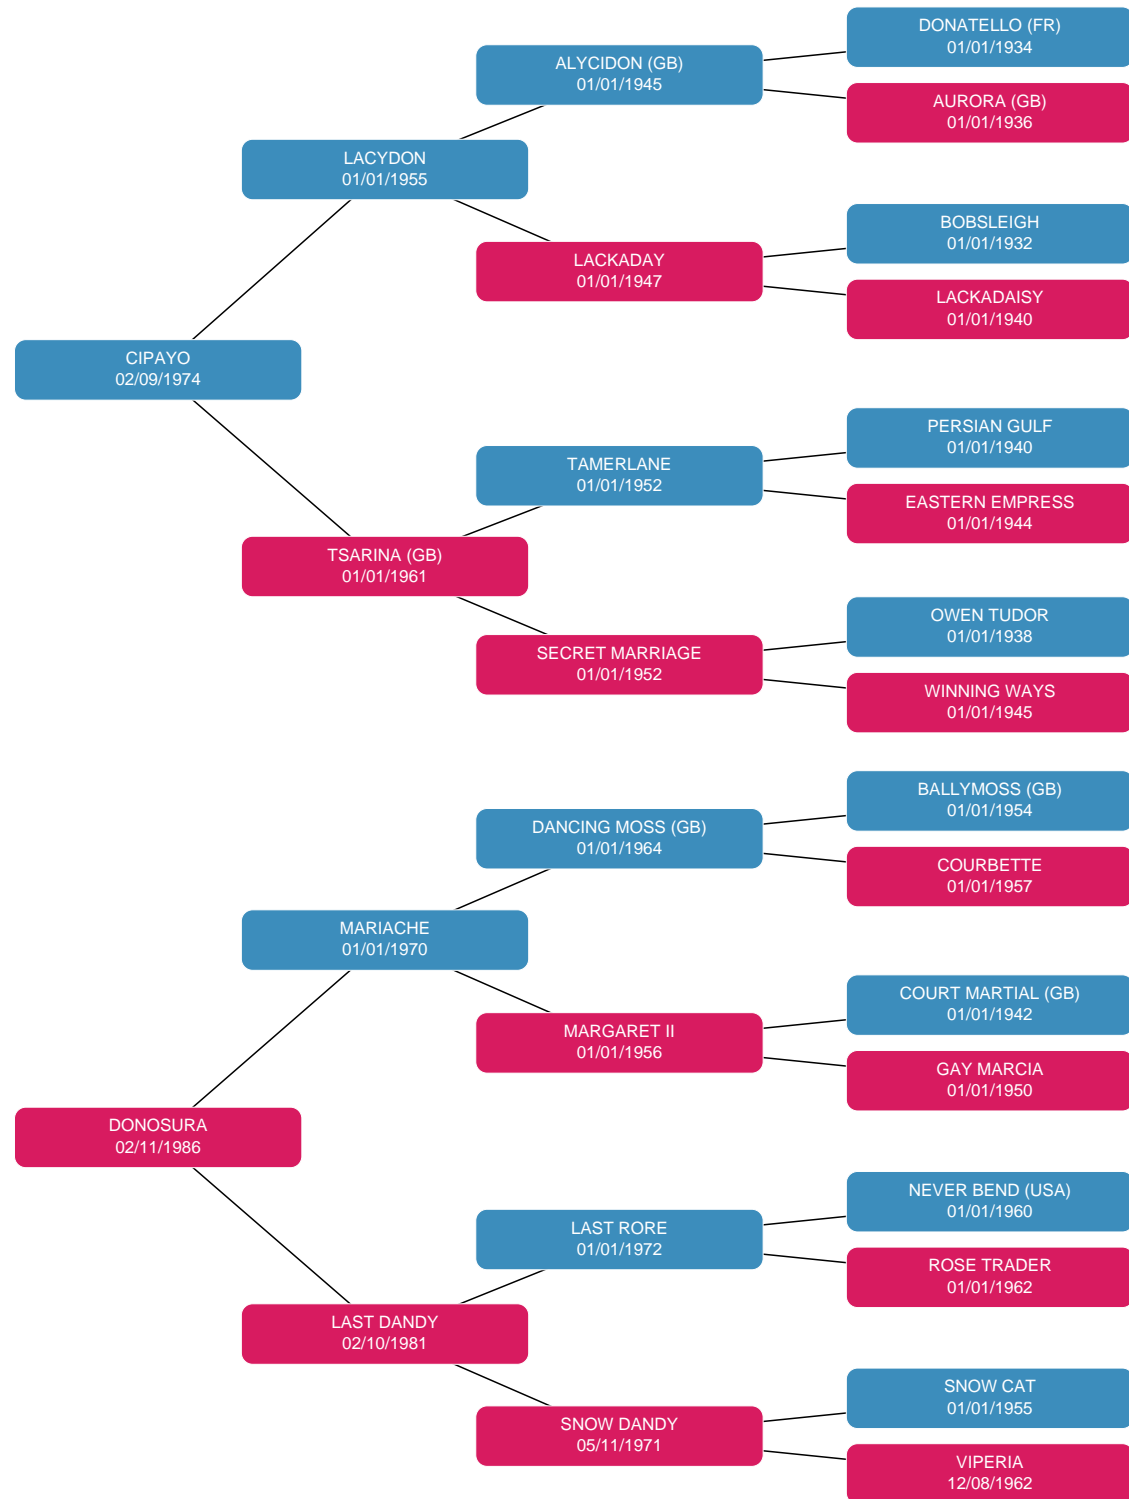 DONATELLO (FR)
01/01/1934
ALYCIDON (GB)
01/01/1945
AURORA (GB)
01/01/1936
LACYDON
01/01/1955
BOBSLEIGH
01/01/1932
LACKADAY
01/01/1947
LACKADAISY
01/01/1940
CIPAYO
02/09/1974
PERSIAN GULF
01/01/1940
TAMERLANE
01/01/1952
EASTERN EMPRESS
01/01/1944
TSARINA (GB)
01/01/1961
OWEN TUDOR
01/01/1938
SECRET MARRIAGE
01/01/1952
WINNING WAYS
01/01/1945
BALLYMOSS (GB)
01/01/1954
DANCING MOSS (GB)
01/01/1964
COURBETTE
01/01/1957
MARIACHE
01/01/1970
COURT MARTIAL (GB)
01/01/1942
MARGARET II
01/01/1956
GAY MARCIA
01/01/1950
DONOSURA
02/11/1986
NEVER BEND (USA)
01/01/1960
LAST RORE
01/01/1972
ROSE TRADER
01/01/1962
LAST DANDY
02/10/1981
SNOW CAT
01/01/1955
SNOW DANDY
05/11/1971
VIPERIA
12/08/1962